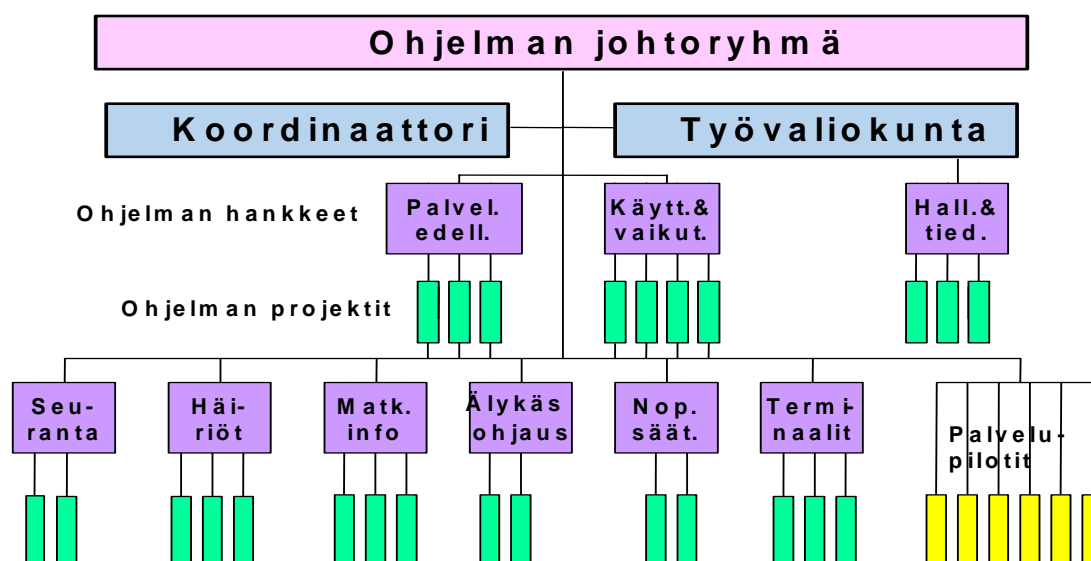 Ohjelman johtoryhmä
Koordinaattori
Työvaliokunta
Ohjelman hankkeet
Palvel.
edell.
Käytt.&
vaikut.
Hall.&
tied.
Ohjelman projektit
Seu-
ranta
Häi-
riöt
Matk.
info
Älykäs
ohjaus
Nop.
säät.
Termi-
naalit
Palvelu-
pilotit